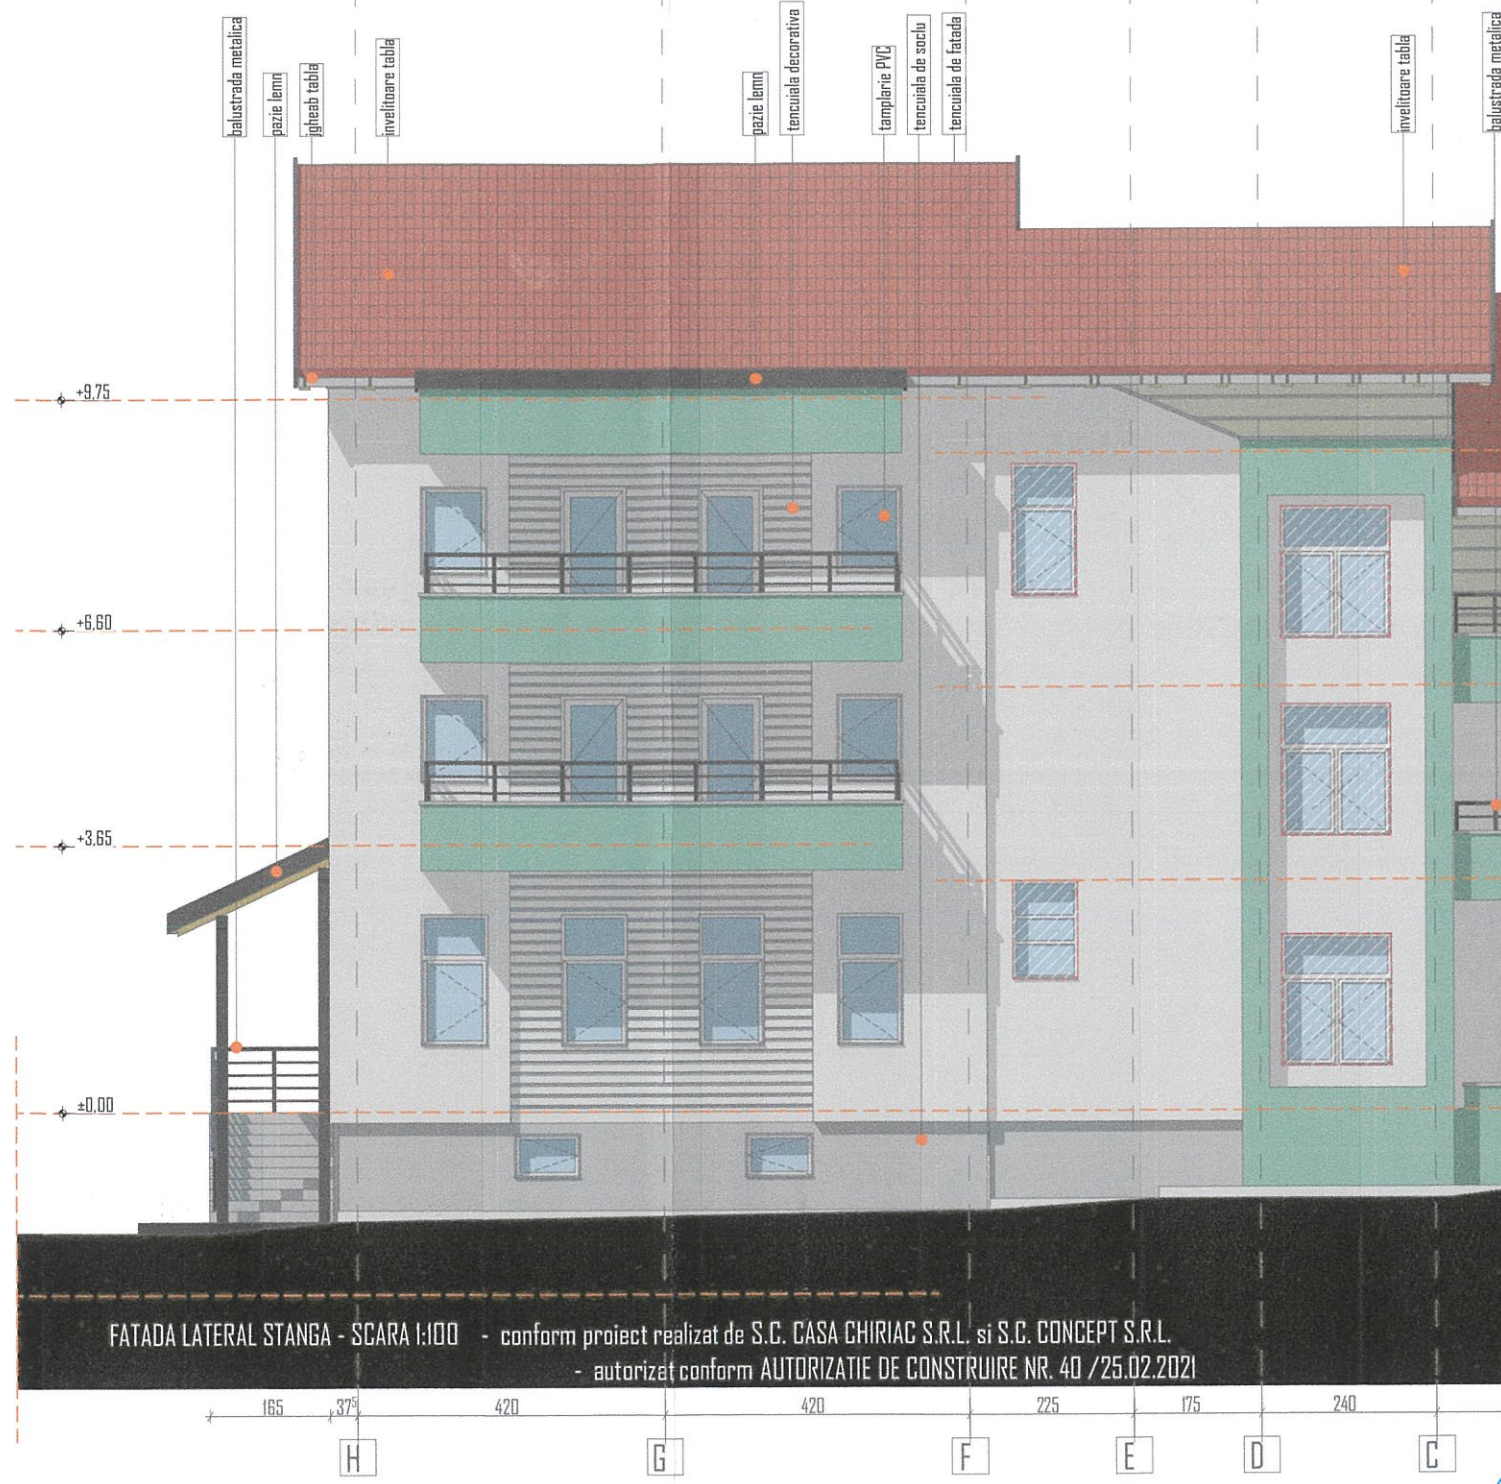 balustrada metalica
pazie lemn
jgheab tabla
invelitoare tabla
pazie lemn
tencuiala decorativa
tamplarie PVC
tencuiala de soclu
tencuiala de fatada
invelitoare tabla
balustrada metalica
+9,75
+6,60
+3,65
±0,00
FATADA LATERAL STANGA - SCARA 1:100 - conform proiect realizat de S.C. CASA CHIRIAC S.R.L. si S.C. CONCEPT S.R.L.
- autorizat conform AUTORIZATIE DE CONSTRUIRE NR. 40 /25.02.2021
165 37⁵ 420 420 225 175 240
H G F E D C